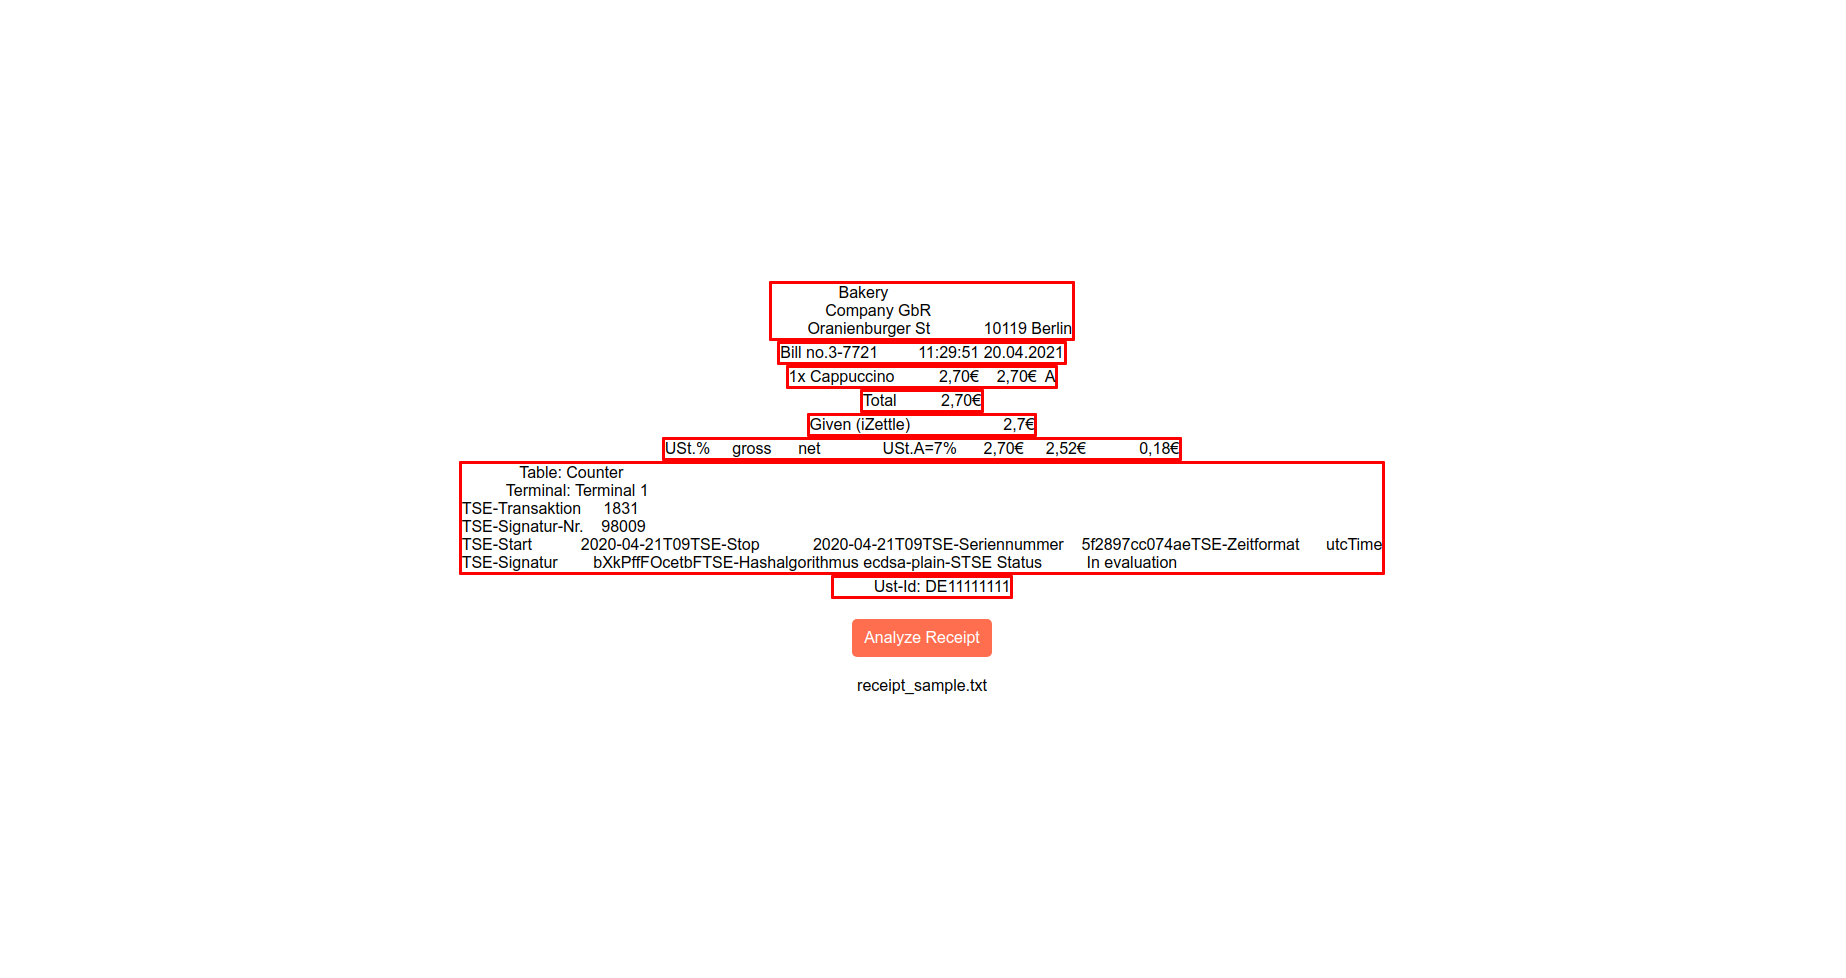 Bakery
Company GbR
Oranienburger St 10119 Berlin
Bill no.3-7721 11:29:51 20.04.2021
1x Cappuccino 2,70€ 2,70€ A
Total 2,70€
Given (iZettle) 2,7€
USt.% gross net USt.A=7% 2,70€ 2,52€ 0,18€
Table: Counter
Terminal: Terminal 1
TSE-Transaktion 1831
TSE-Signatur-Nr. 98009
TSE-Start 2020-04-21T09TSE-Stop 2020-04-21T09TSE-Seriennummer 5f2897cc074aeTSE-Zeitformat utcTime
TSE-Signatur bXkPffFOcetbFTSE-Hashalgorithmus ecdsa-plain-STSE Status In evaluation
Ust-Id: DE11111111
Analyze Receipt
receipt_sample.txt